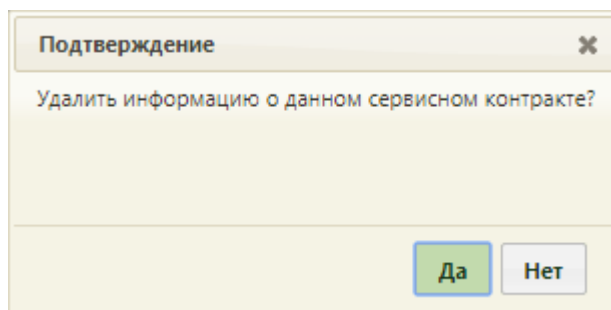 Подтверждение
Удалить информацию о данном сервисном контракте?
Да Нет